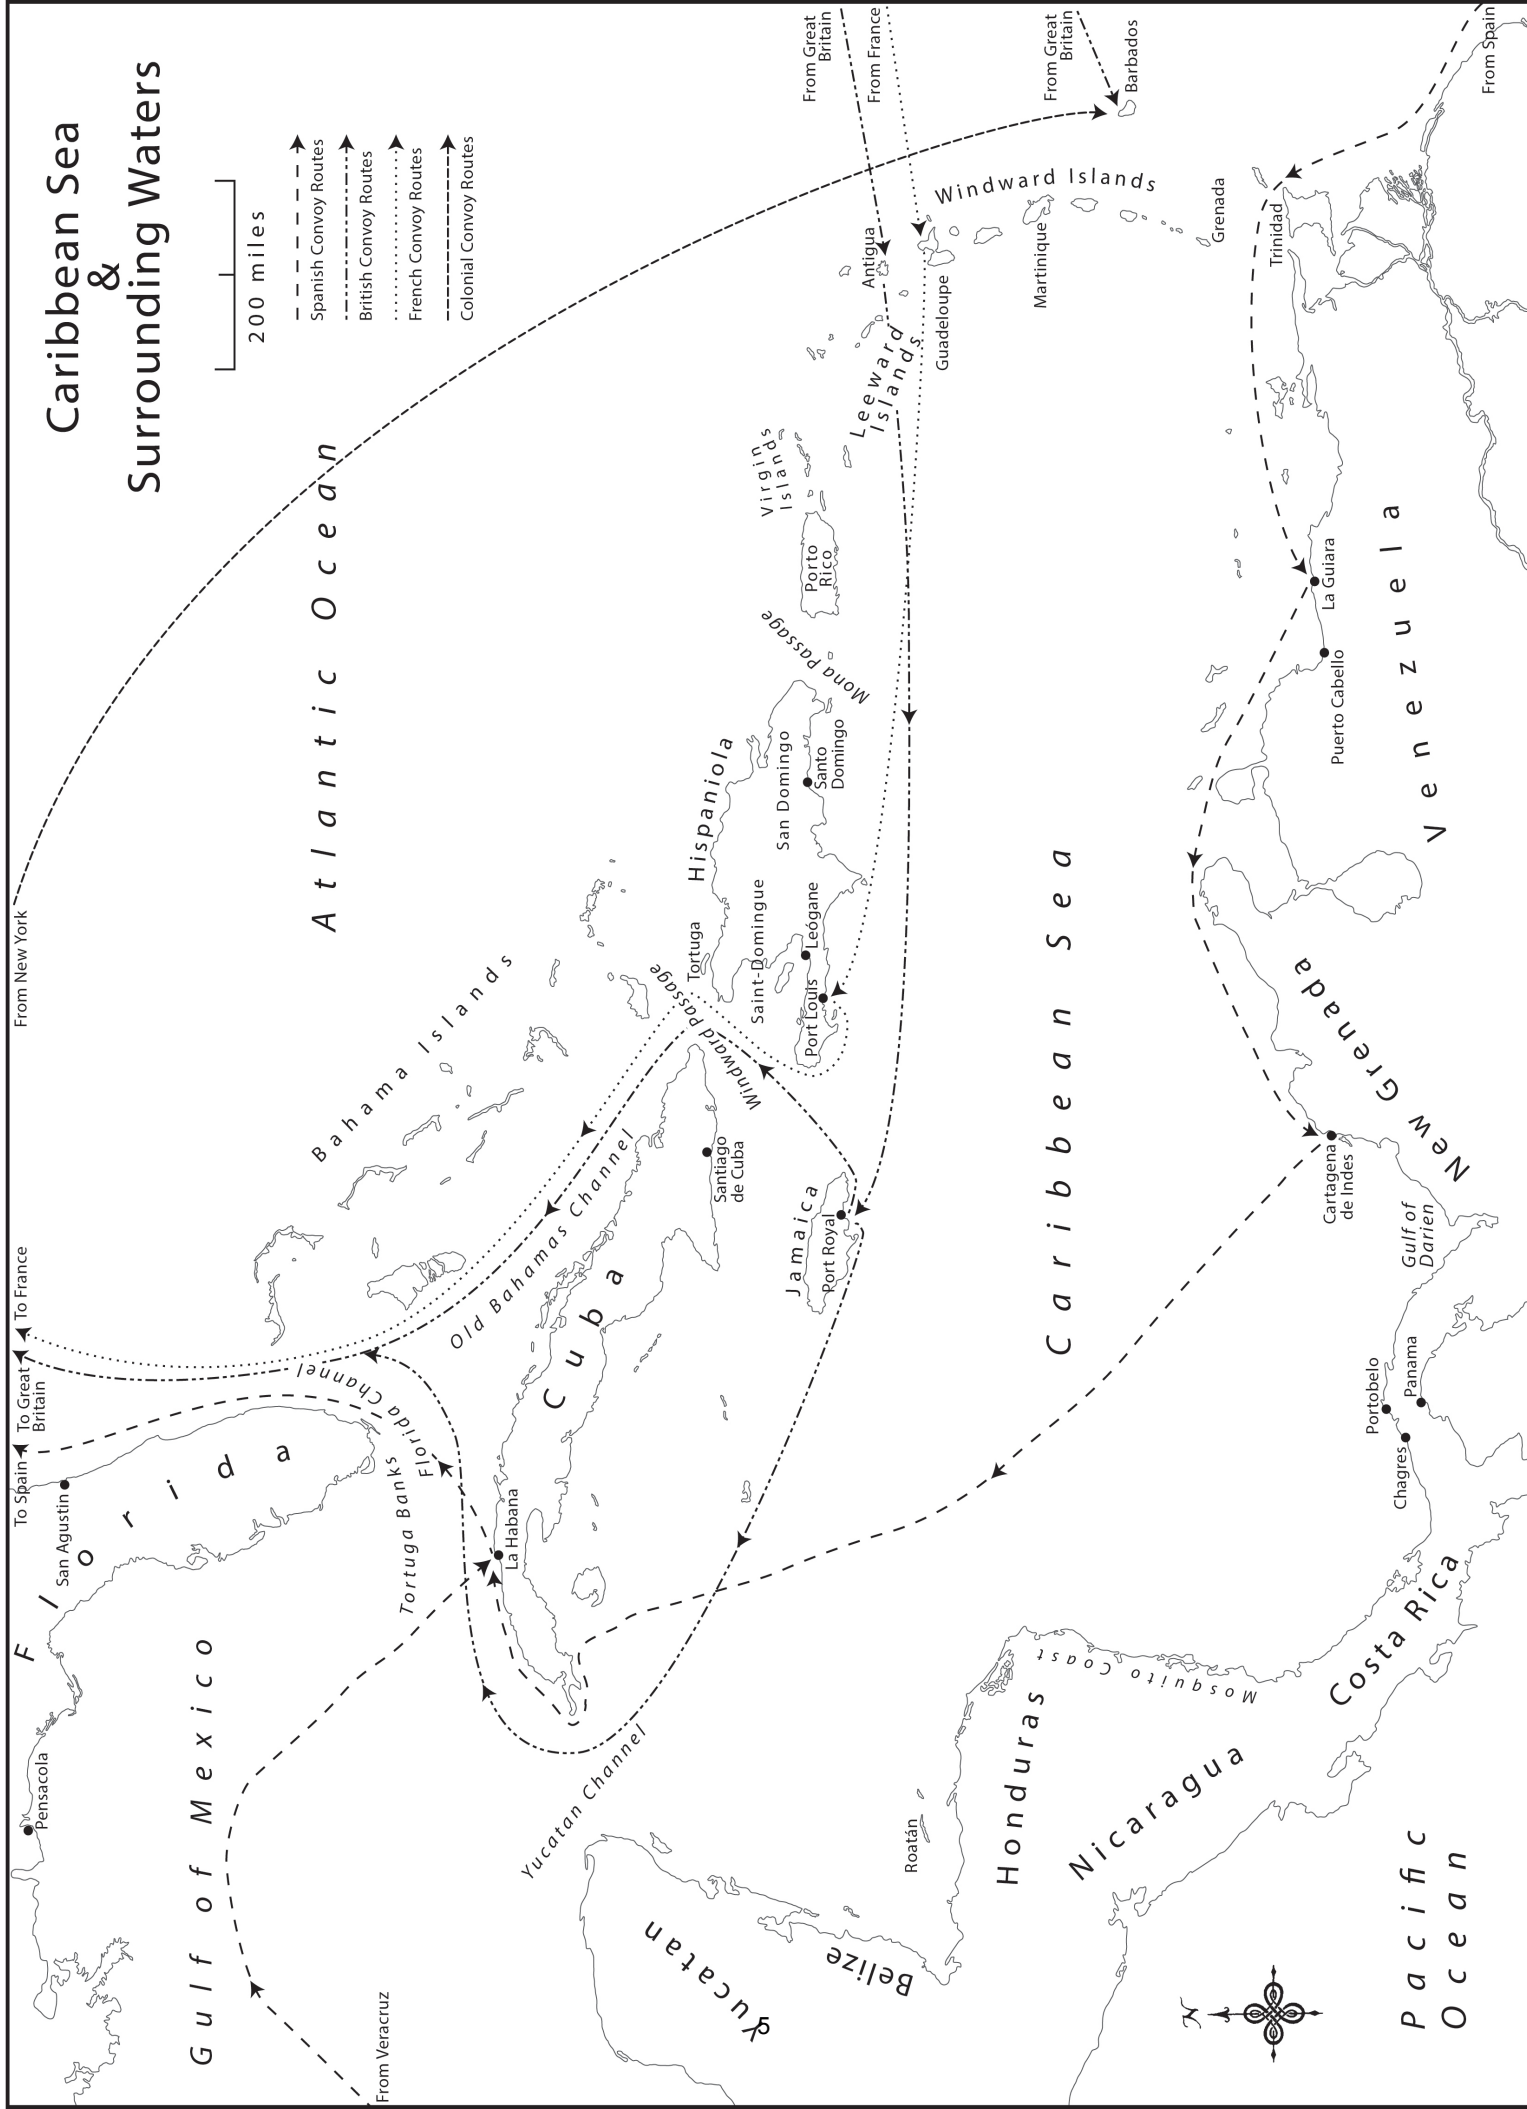 Caribbean Sea
&
Surrounding Waters
200 miles
Spanish Convoy Routes
British Convoy Routes
French Convoy Routes
Colonial Convoy Routes
From New York
To France
To Great
Britain
To Spain
San Agustin
Florida
Pensacola
Gulf of Mexico
From Veracruz
Tortuga Banks
Florida Channel
Bahama Islands
Old Bahamas Channel
Atlantic Ocean
La Habana
Cuba
Santiago
de Cuba
Yucatan Channel
Yucatan
5
Belize
Jamaica
Port Royal
Windward Passage
Tortuga
Hispaniola
Saint-Domingue
Leógane
Port Louis
San Domingo
Santo
Domingo
Mona Passage
Porto
Rico
Virgin
Islands
Leeward
Islands
Antigua
Guadeloupe
From Great
Britain
From France
From Great
Britain
Barbados
Windward Islands
Martinique
Grenada
Trinidad
From Spain
Caribbean Sea
Roatán
Honduras
Mosquito Coast
Nicaragua
Costa Rica
Chagres
Portobelo
Panama
Gulf of
Darien
Cartagena
de Indes
New Grenada
Venezuela
Puerto Cabello
La Guiara
Pacific
Ocean
N